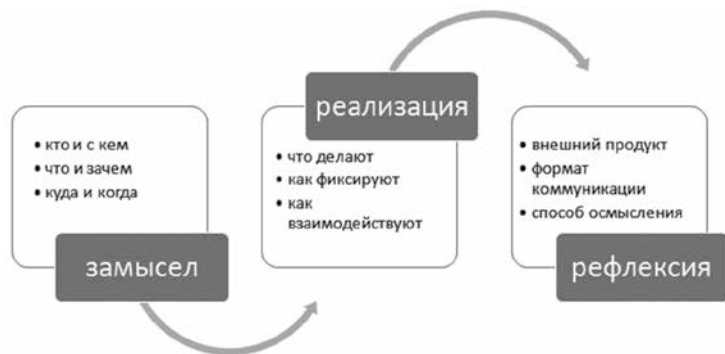 • кто и с кем
• что и зачем
• куда и когда
замысел
реализация
• что делают
• как фиксируют
• как
взаимодействуют
• внешний продукт
• формат
коммуникации
• способ осмысления
рефлексия